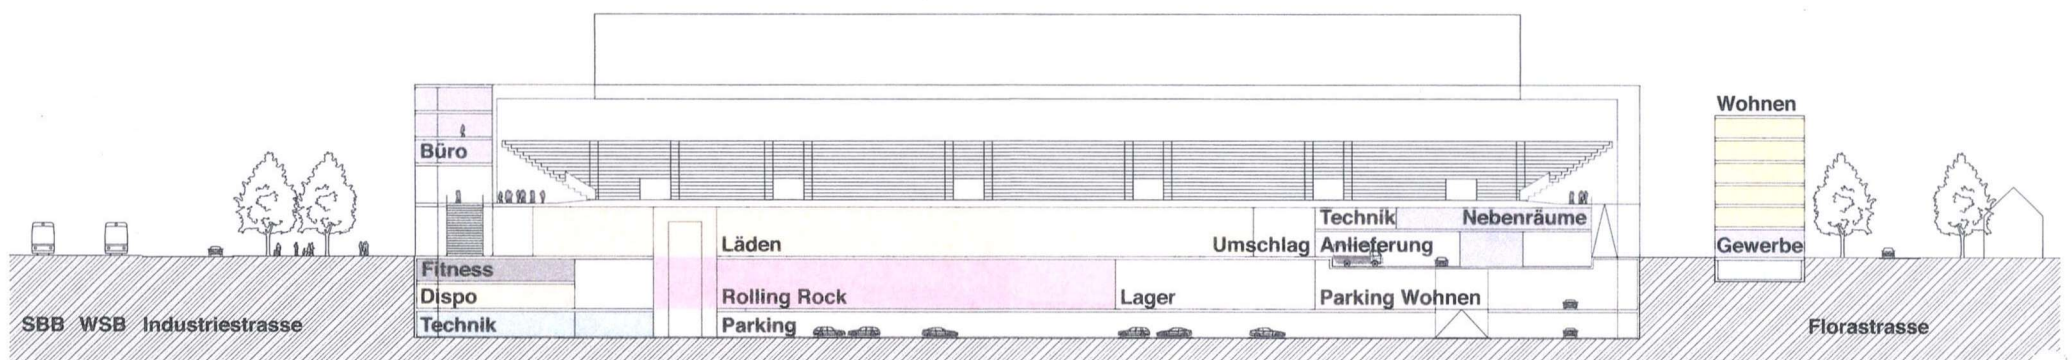 Wohnen
Büro
Technik Nebenräume
Läden Umschlag Anlieferung Gewerbe
Fitness
Dispo Rolling Rock Lager Parking Wohnen
SBB WSB Industriestrasse Technik Parking Florastrasse